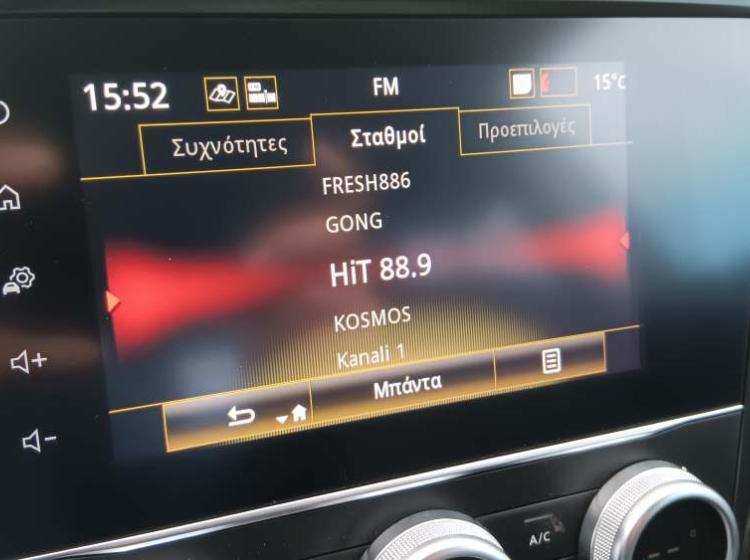 15:52 FM 15°C
Συχνότητες Σταθμοί Προεπιλογές
FRESH886
GONG
HiT 88.9
KOSMOS
Kanali 1
Μπάντα
A/C